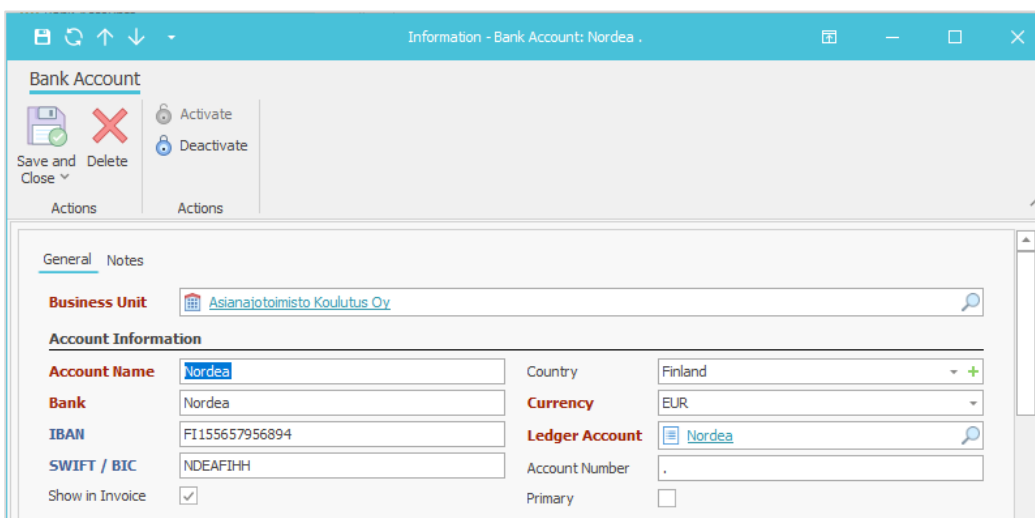 Information - Bank Account: Nordea .
Bank Account
Save and Close
Delete
Activate
Deactivate
Actions
Actions
General Notes
Business Unit Asianajotoimisto Koulutus Oy
Account Information
Account Name Nordea Country Finland
Bank Nordea Currency EUR
IBAN FI155657956894 Ledger Account Nordea
SWIFT / BIC NDEAFIHH Account Number .
Show in Invoice Primary